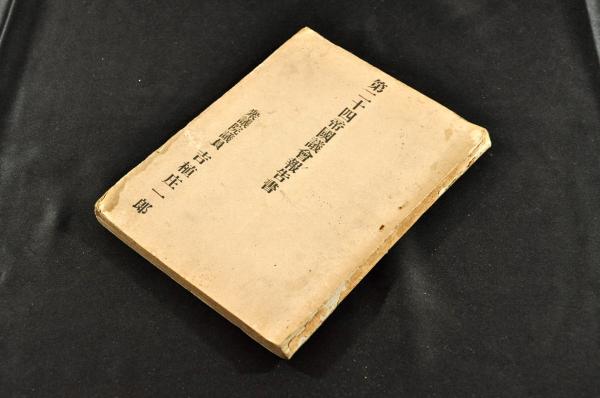 第二十四帝國議會報告書
衆議院議員 吉植庄一郎